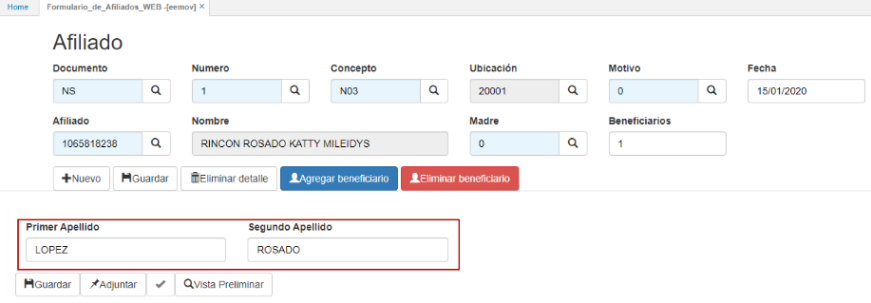 Home Formulario_de_Afiliados_WEB -[eemov] ×
Afiliado
Documento Numero Concepto Ubicación Motivo Fecha
NS 1 N03 20001 0 15/01/2020
Afiliado Nombre Madre Beneficiarios
1065818238 RINCON ROSADO KATTY MILEIDYS 0 1
Nuevo Guardar Eliminar detalle Agregar beneficiario Eliminar beneficiario
Primer Apellido Segundo Apellido
LOPEZ ROSADO
Guardar Adjuntar Vista Preliminar